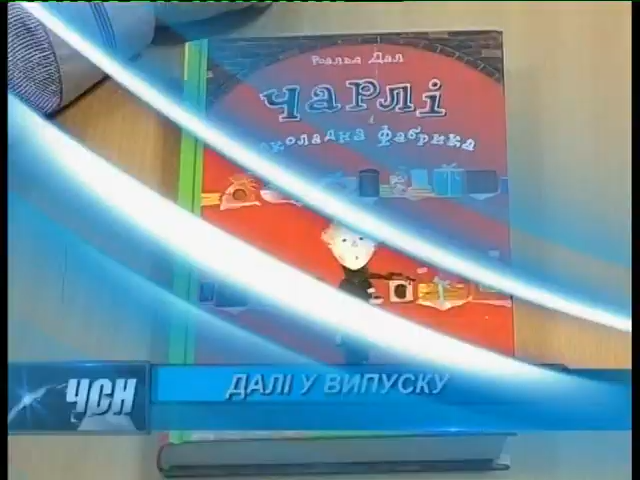 Роальд Дал
Чарлі
і
шоколадна фабрика
ЧСН
ДАЛІ У ВИПУСКУ